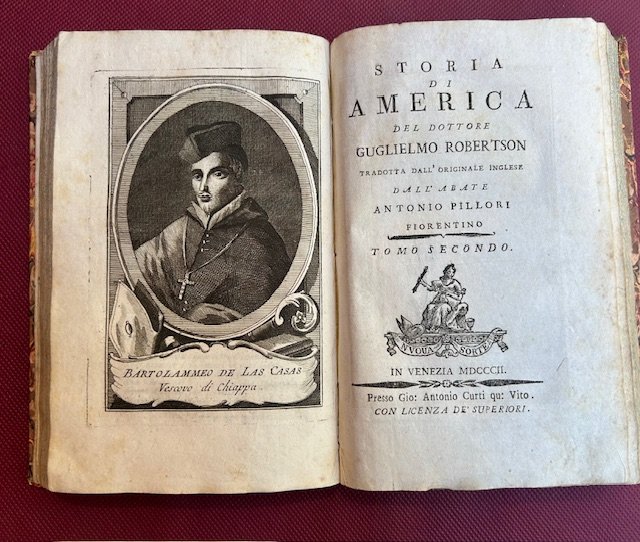 BARTOLAMMEO DE LAS CASAS
Vescovo di Chiappa.
STORIA
DI
AMERICA
DEL DOTTORE
GUGLIELMO ROBERTSON
TRADOTTA DALL'ORIGINALE INGLESE
DALL'ABATE
ANTONIO PILLORI
FIORENTINO
TOMO SECONDO.
NVOUA SORTE
IN VENEZIA MDCCCII.
Presso Gio: Antonio Curti qu: Vito.
CON LICENZA DE' SUPERIORI.